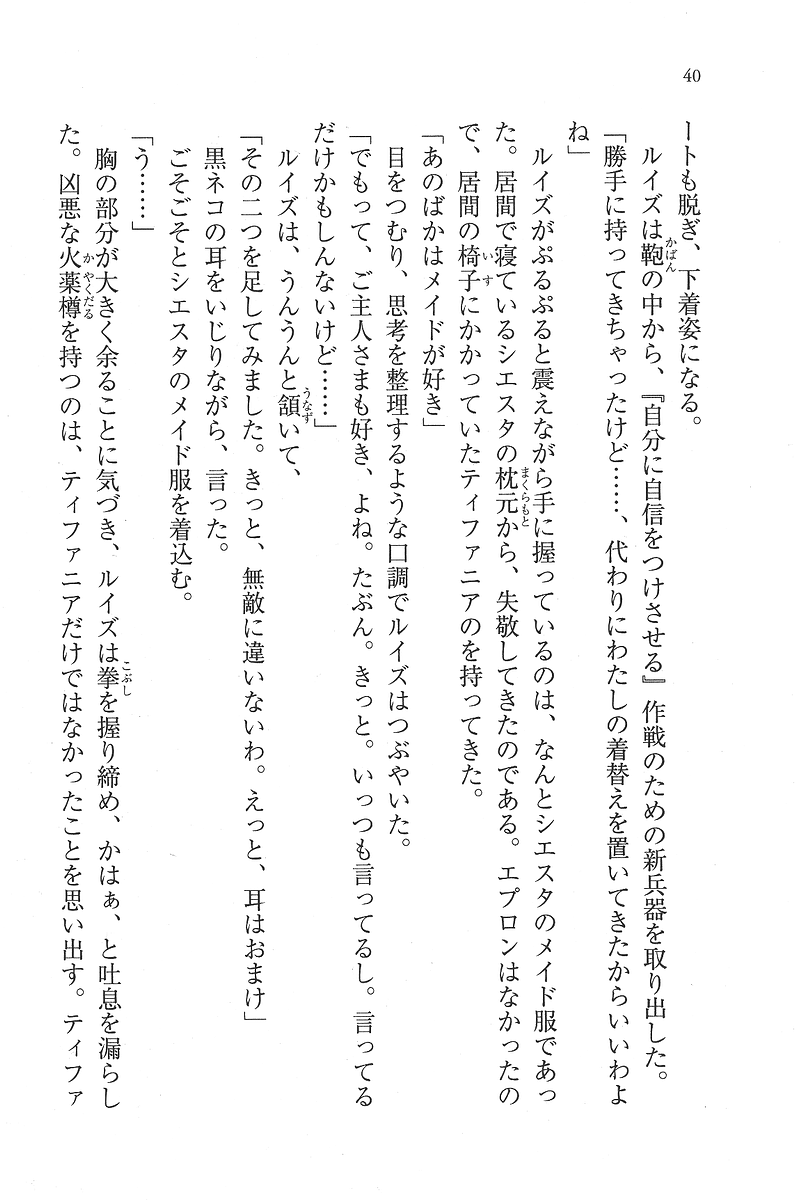 40
ートも脱ぎ、下着姿になる。
ルイズは鞄の中から、『自分に自信をつけさせる』作戦のための新兵器を取り出した。
「勝手に持ってきちゃったけど……、代わりにわたしの着替えを置いてきたからいいわよ
ね」
ルイズがぷるぷると震えながら手に握っているのは、なんとシエスタのメイド服であっ
た。居間で寝ているシエスタの枕元から、失敬してきたのである。エプロンはなかったの
で、居間の椅子にかかっていたティファニアのを持ってきた。
「あのばかはメイドが好き」
目をつむり、思考を整理するような口調でルイズはつぶやいた。
「でもって、ご主人さまも好き、よね。たぶん。きっと。いっつも言ってるし。言ってる
だけかもしんないけど……」
ルイズは、うんうんと頷いて、
「その二つを足してみました。きっと、無敵に違いないわ。えっと、耳はおまけ」
黒ネコの耳をいじりながら、言った。
ごそごそとシエスタのメイド服を着込む。
「う……」
胸の部分が大きく余ることに気づき、ルイズは拳を握り締め、かはぁ、と吐息を漏らし
た。凶悪な火薬樽を持つのは、ティファニアだけではなかったことを思い出す。ティファ